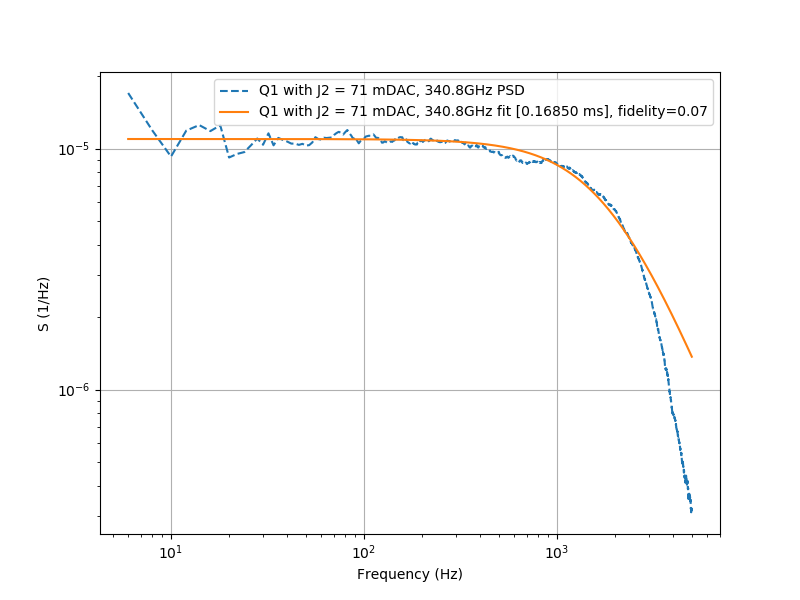 Q1 with J2 = 71 mDAC, 340.8GHz PSD
Q1 with J2 = 71 mDAC, 340.8GHz fit [0.16850 ms], fidelity=0.07
10⁻⁵
10⁻⁶
S (1/Hz)
10¹ 10² 10³
Frequency (Hz)